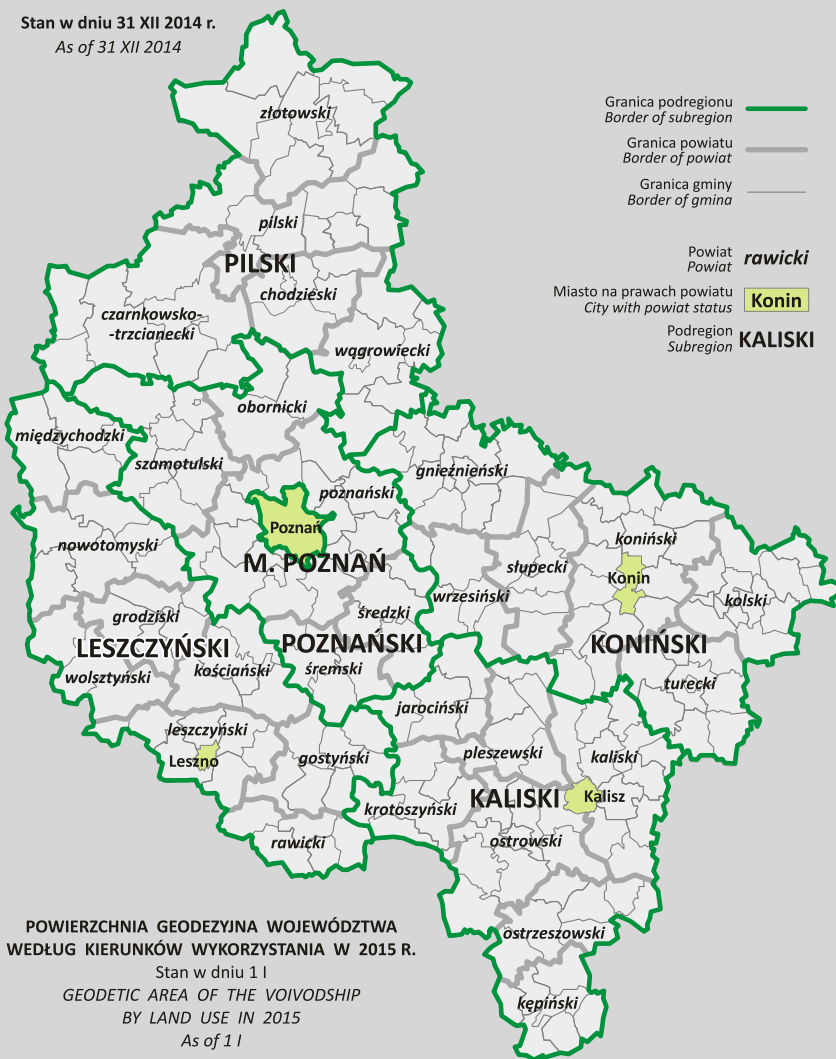 Stan w dniu 31 XII 2014 r.
As of 31 XII 2014
Granica podregionu
Border of subregion
Granica powiatu
Border of powiat
Granica gminy
Border of gmina
Powiat
Powiat
rawicki
Miasto na prawach powiatu
City with powiat status
Konin
Podregion
Subregion
KALISKI
złotowski
pilski
PILSKI
chodzieski
czarnkowsko-
-trzcianecki
wągrowiecki
obornicki
międzychodzki
szamotulski
gnieźnieński
poznański
Poznań
nowotomyski
M. POZNAŃ
koniński
słupecki
Konin
wrzesiński
kolski
grodziski
średzki
LESZCZYŃSKI
POZNAŃSKI
KONIŃSKI
kościański
śremski
wolsztyński
turecki
jarociński
leszczyński
Leszno
gostyński
pleszewski
kaliski
KALISKI
Kalisz
krotoszyński
rawicki
ostrowski
ostrzeszowski
kępiński
POWIERZCHNIA GEODEZYJNA WOJEWÓDZTWA
WEDŁUG KIERUNKÓW WYKORZYSTANIA W 2015 R.
Stan w dniu 1 I
GEODETIC AREA OF THE VOIVODSHIP
BY LAND USE IN 2015
As of 1 I